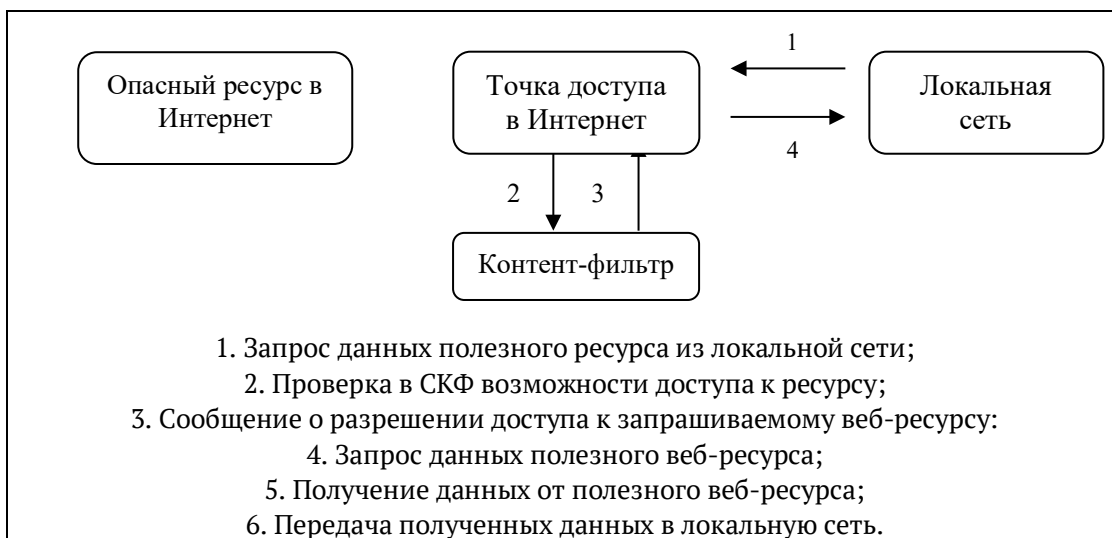 Опасный ресурс в
Интернет
Точка доступа
в Интернет
1
4
Локальная
сеть
2
3
Контент-фильтр
1. Запрос данных полезного ресурса из локальной сети;
2. Проверка в СКФ возможности доступа к ресурсу;
3. Сообщение о разрешении доступа к запрашиваемому веб-ресурсу:
4. Запрос данных полезного веб-ресурса;
5. Получение данных от полезного веб-ресурса;
6. Передача полученных данных в локальную сеть.